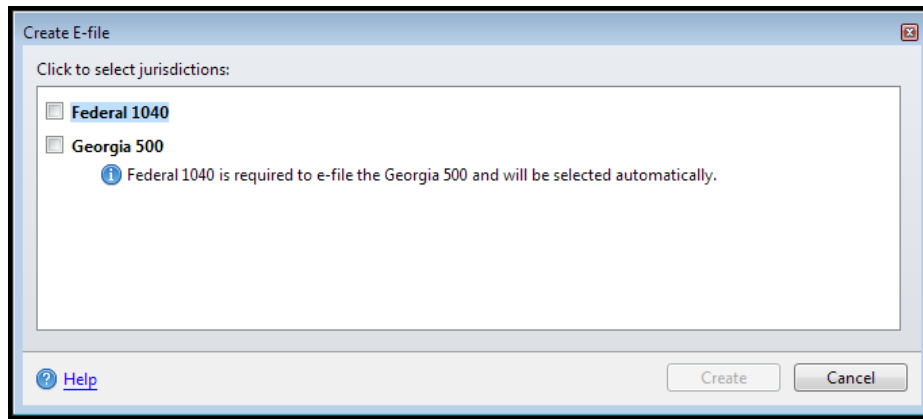 Create E-file
Click to select jurisdictions:
Federal 1040
Georgia 500
Federal 1040 is required to e-file the Georgia 500 and will be selected automatically.
Help
Create
Cancel